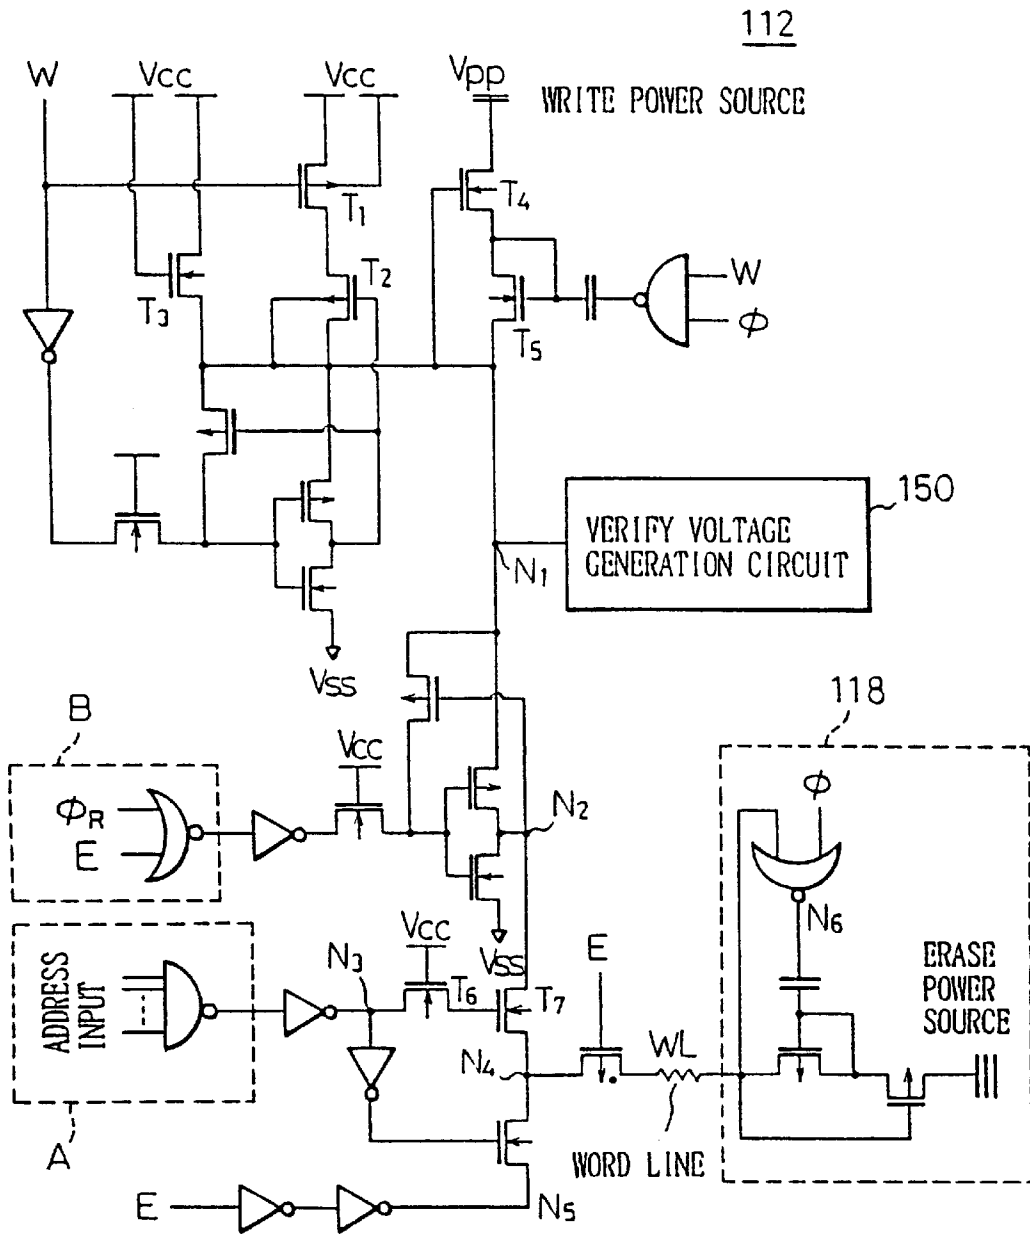 112
W
Vcc
Vcc
Vpp
WRITE POWER SOURCE
T1
T4
T2
T3
T5
W
ϕ
150
VERIFY VOLTAGE
GENERATION CIRCUIT
N1
Vss
B
118
Vcc
ϕR
E
N2
ϕ
N6
Vcc
Vss
ADDRESS
INPUT
N3
T6
T7
E
ERASE
POWER
SOURCE
N4
WL
A
WORD LINE
E
N5